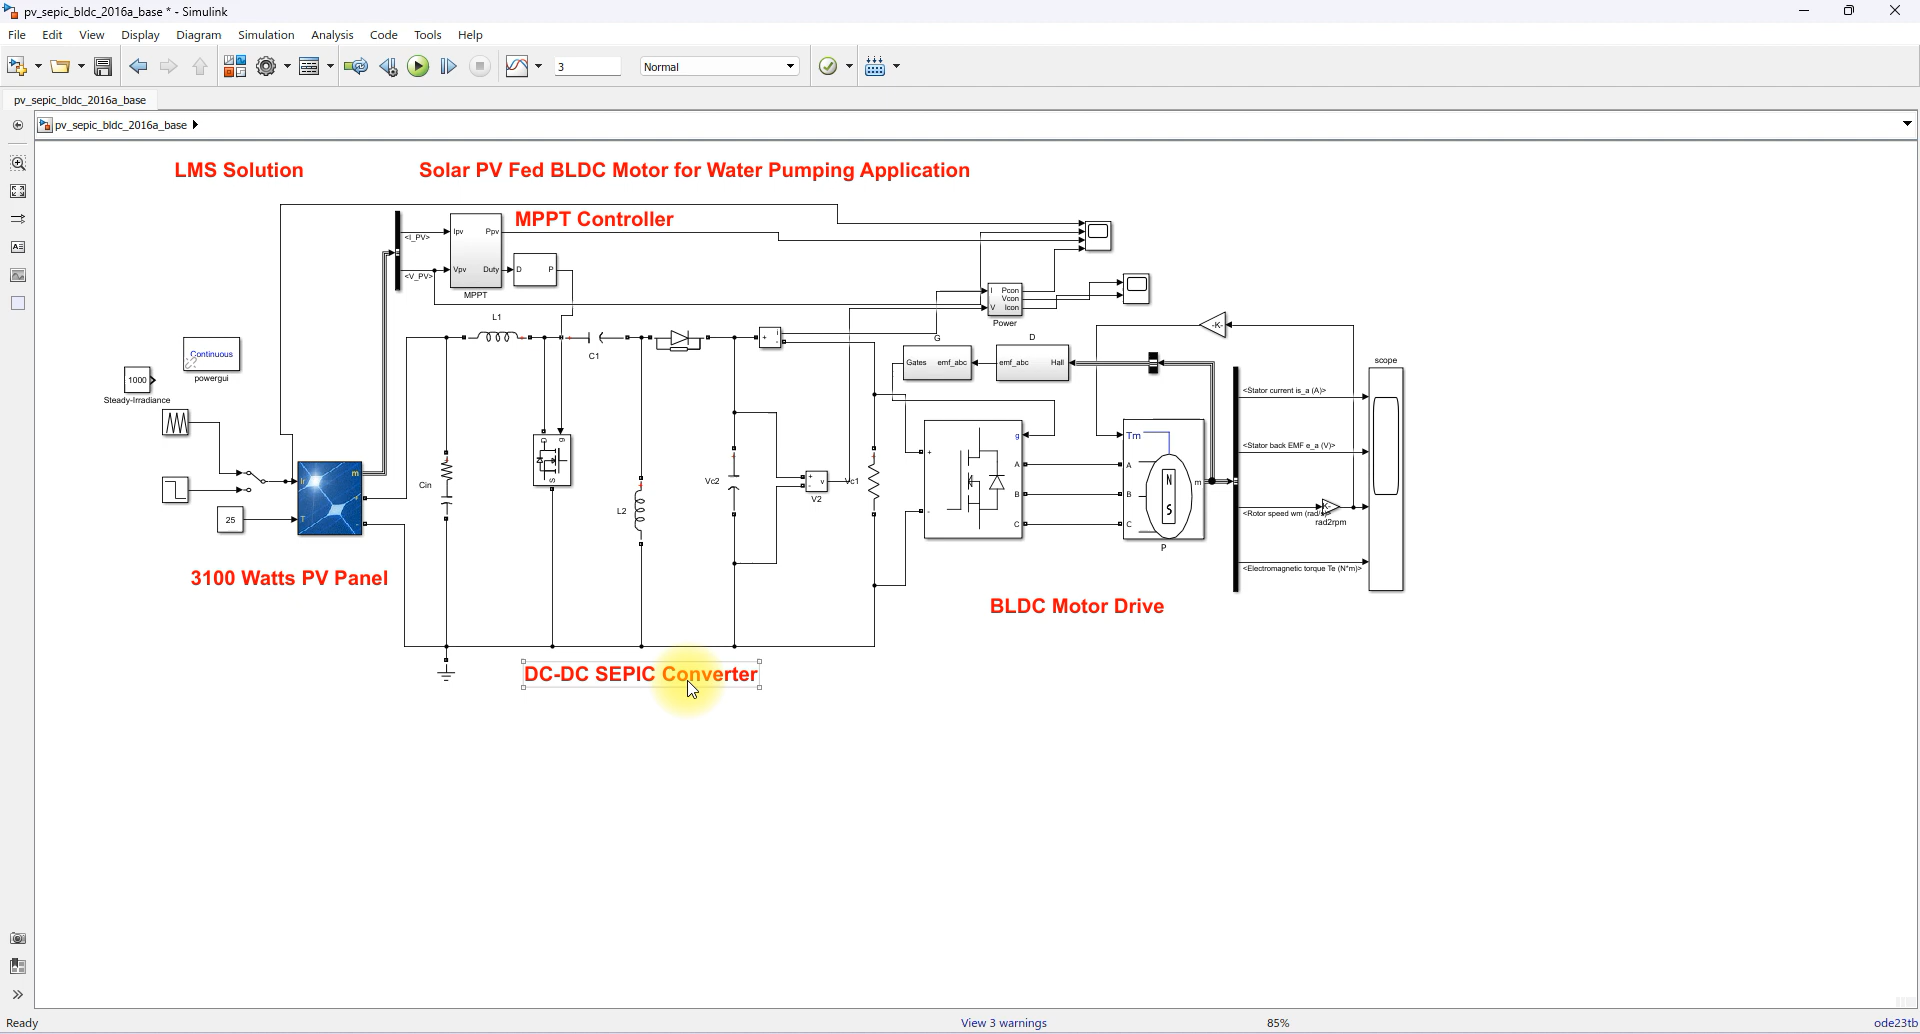 pv_sepic_bldc_2016a_base * - Simulink
File Edit View Display Diagram Simulation Analysis Code Tools Help
3 Normal
pv_sepic_bldc_2016a_base
pv_sepic_bldc_2016a_base
LMS Solution
Solar PV Fed BLDC Motor for Water Pumping Application
MPPT Controller
<I_PV>
<V_PV>
Ipv Ppv
Vpv Duty
MPPT
D P
I Pcon
Vcon
V Icon
Power
L1
C1
i
+
-
Continuous
powergui
1000
Steady-Irradiance
25
Ir
T
m
+
-
Cin
g
D
S
L2
Vc2
+
-
v
V2
Vc1
G
Gates emf_abc
D
emf_abc Hall
-K-
g
+
-
A
B
C
Tm
A
B
C
N
S
m
P
scope
<Stator current is_a (A)>
<Stator back EMF e_a (V)>
<Rotor speed wm (rad/s)>
-K-
rad2rpm
<Electromagnetic torque Te (N*m)>
3100 Watts PV Panel
BLDC Motor Drive
DC-DC SEPIC Converter
Ready
View 3 warnings
85%
ode23tb